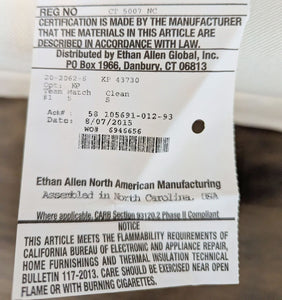 REG NO CT 5007 NC
CERTIFICATION IS MADE BY THE MANUFACTURER
THAT THE MATERIALS IN THIS ARTICLE ARE
DESCRIBED IN ACCORDANCE WITH LAW.
Distributed by Ethan Allen Global, Inc.
PO Box 1966, Danbury, CT 06813
20-2062-6 KP 43730
Opt: KP
Team Match Clean
#1 5 S
Ack# : 58 105691-012-93
Date: 8/07/2015
WO# 6946656
Ethan Allen North American Manufacturing
Assembled in North Carolina, USA
Where applicable, CARB Section 93120.2 Phase II Compliant
NOTICE
THIS ARTICLE MEETS THE FLAMMABILITY REQUIREMENTS OF
CALIFORNIA BUREAU OF ELECTRONIC AND APPLIANCE REPAIR,
HOME FURNISHINGS AND THERMAL INSULATION TECHNICAL
BULLETIN 117-2013. CARE SHOULD BE EXERCISED NEAR OPEN
FLAME OR WITH BURNING CIGARETTES.